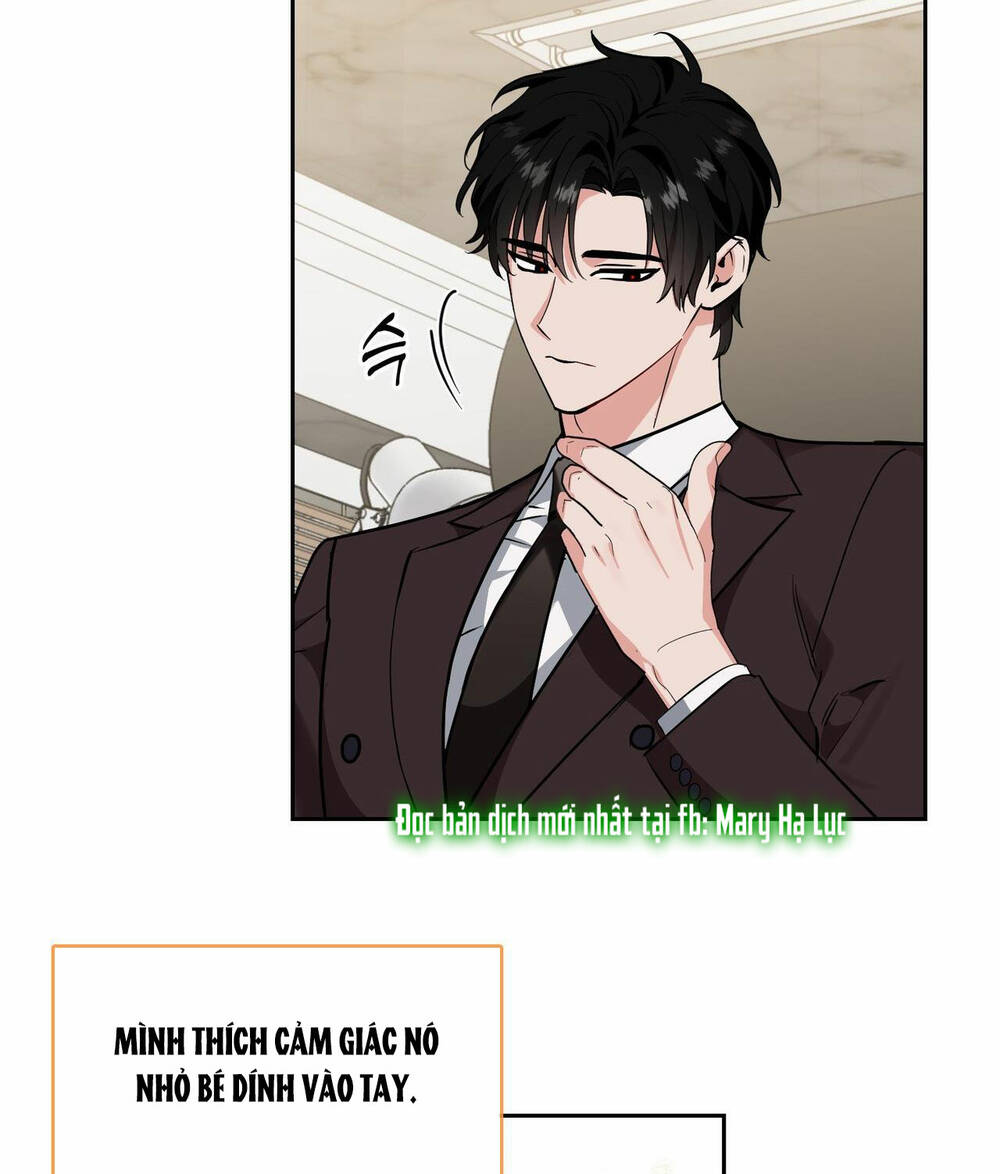 슥
Đọc bản dịch mới nhất tại fb: Mary Hạ Lục
MÌNH THÍCH CẢM GIÁC NÓ
NHỎ BÉ DÍNH VÀO TAY.